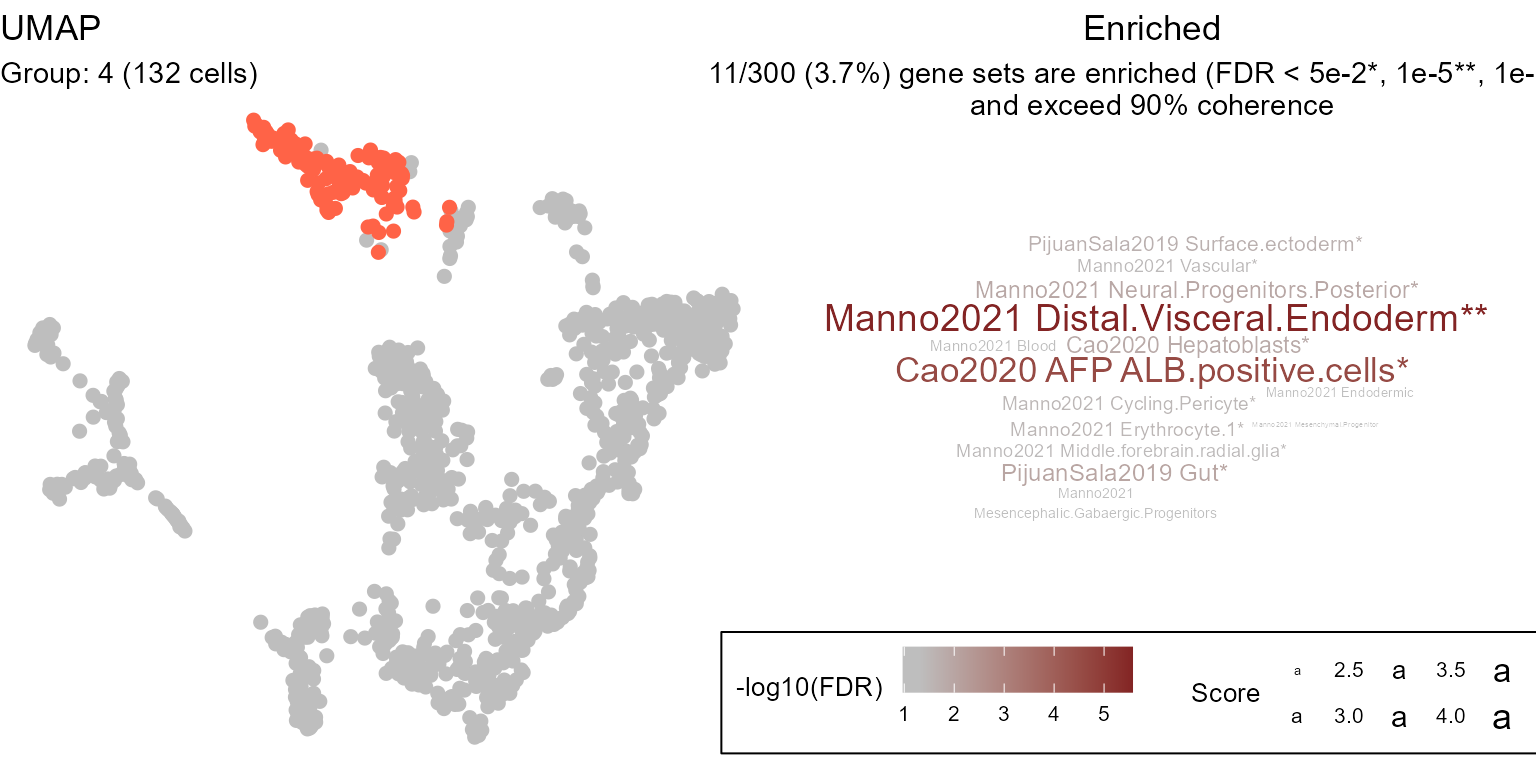 UMAP
Group: 4 (132 cells)
Enriched
11/300 (3.7%) gene sets are enriched (FDR < 5e-2*, 1e-5**, 1e-
and exceed 90% coherence
PijuanSala2019 Surface.ectoderm*
Manno2021 Vascular*
Manno2021 Neural.Progenitors.Posterior*
Manno2021 Distal.Visceral.Endoderm**
Manno2021 Blood Cao2020 Hepatoblasts*
Cao2020 AFP ALB.positive.cells*
Manno2021 Endodermic
Manno2021 Cycling.Pericyte*
Manno2021 Erythrocyte.1* Manno2021 Mesenchymal.Progenitor
Manno2021 Middle.forebrain.radial.glia*
PijuanSala2019 Gut*
Manno2021
Mesencephalic.Gabaergic.Progenitors
-log10(FDR)
1 2 3 4 5
Score
a 2.5 a 3.5 a
a 3.0 a 4.0 a